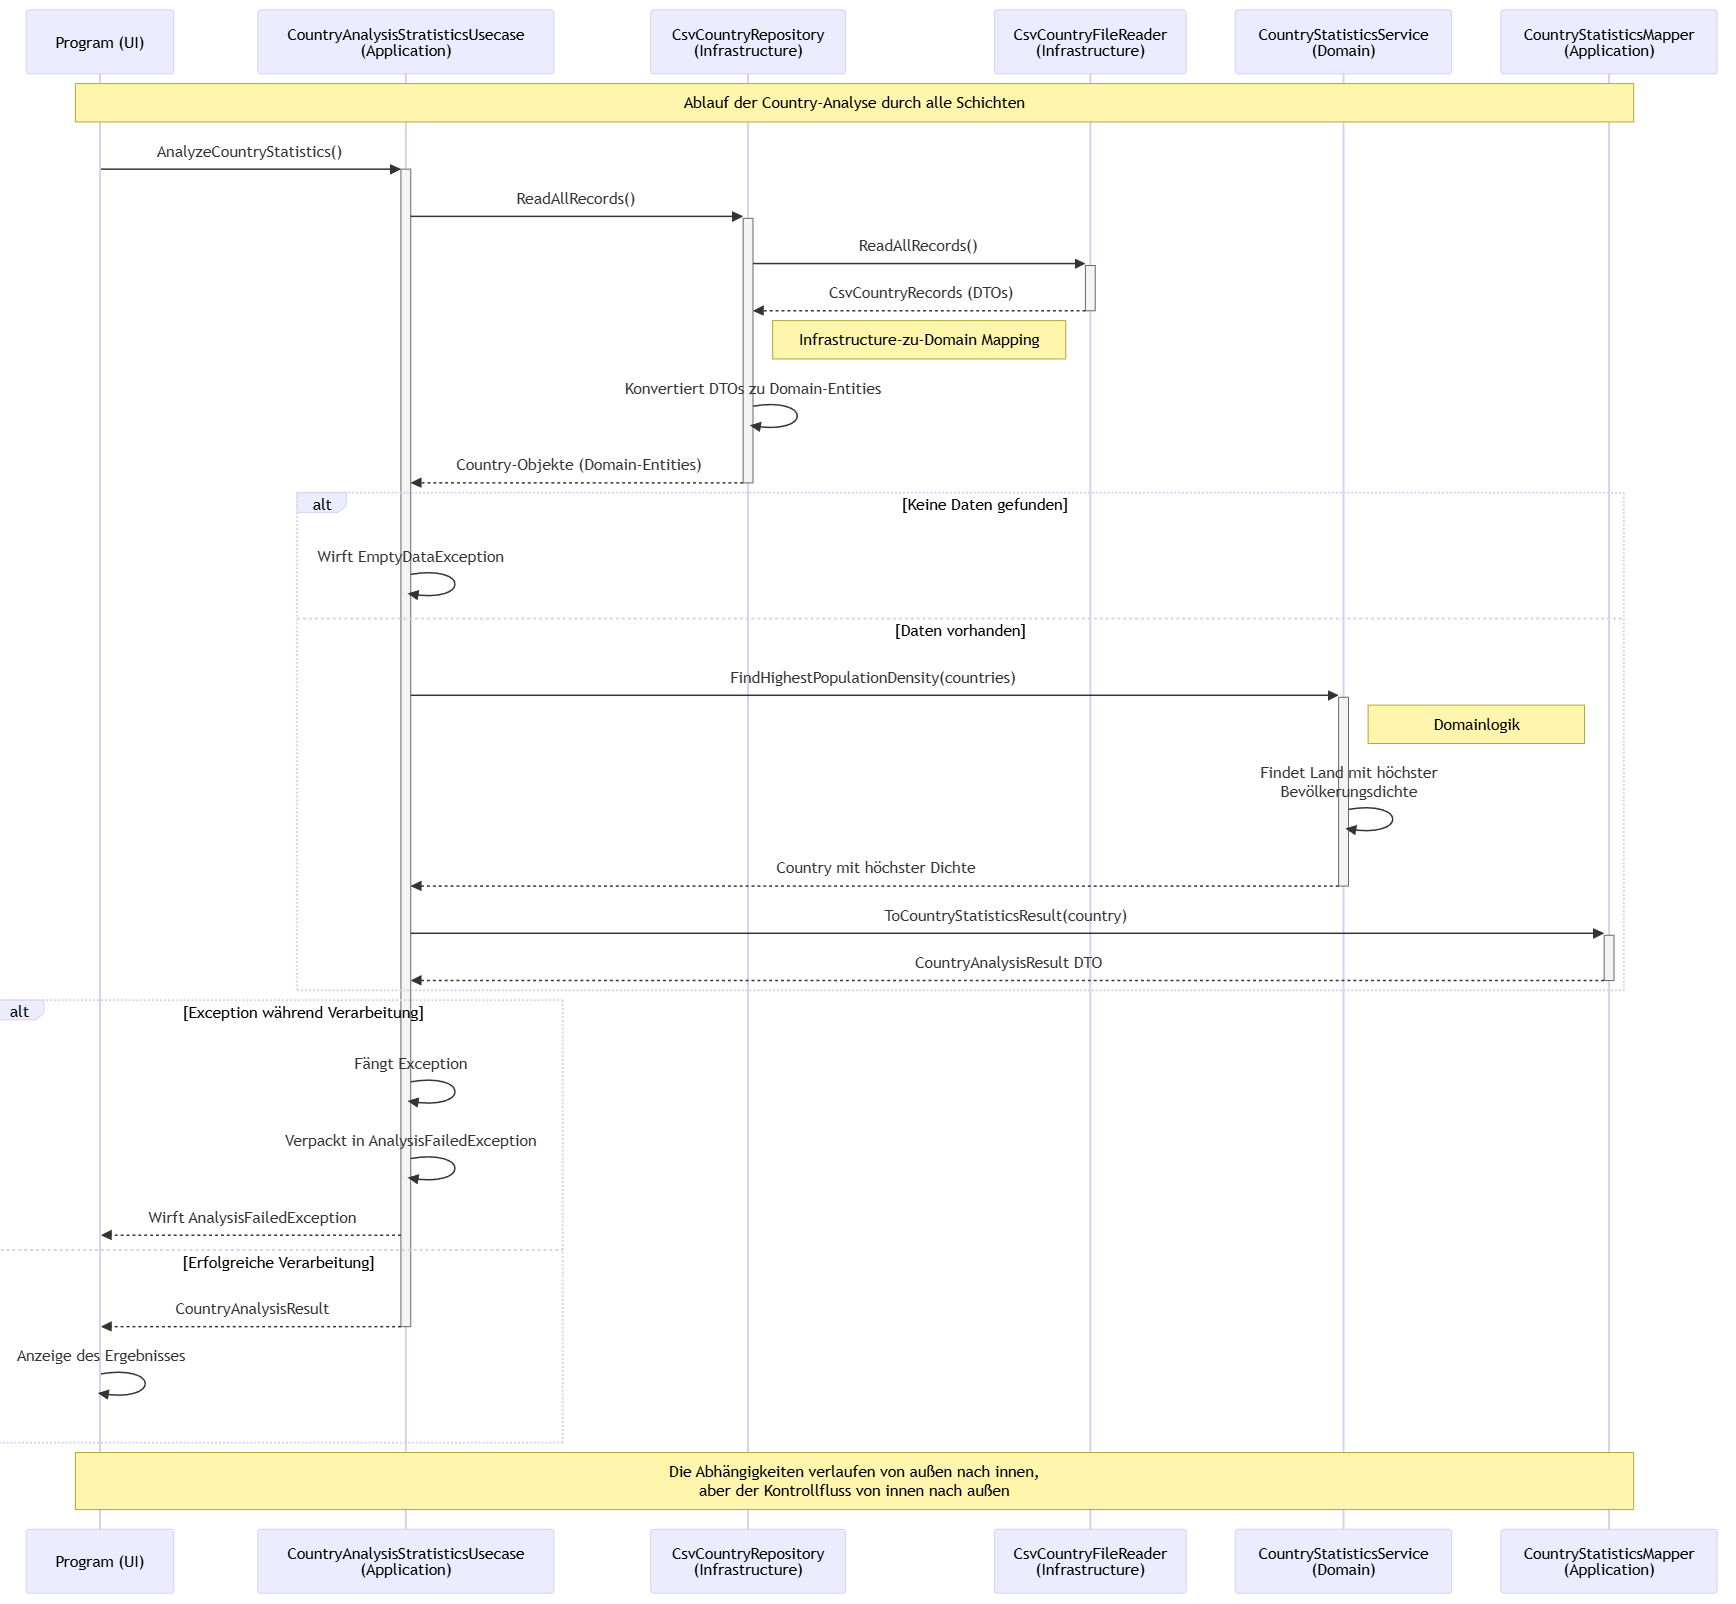 Program (UI)
CountryAnalysisStratisticsUsecase
(Application)
CsvCountryRepository
(Infrastructure)
CsvCountryFileReader
(Infrastructure)
CountryStatisticsService
(Domain)
CountryStatisticsMapper
(Application)
Ablauf der Country-Analyse durch alle Schichten
AnalyzeCountryStatistics()
ReadAllRecords()
ReadAllRecords()
CsvCountryRecords (DTOs)
Infrastructure-zu-Domain Mapping
Konvertiert DTOs zu Domain-Entities
Country-Objekte (Domain-Entities)
alt
[Keine Daten gefunden]
Wirft EmptyDataException
[Daten vorhanden]
FindHighestPopulationDensity(countries)
Domainlogik
Findet Land mit höchster
Bevölkerungsdichte
Country mit höchster Dichte
ToCountryStatisticsResult(country)
CountryAnalysisResult DTO
alt
[Exception während Verarbeitung]
Fängt Exception
Verpackt in AnalysisFailedException
Wirft AnalysisFailedException
[Erfolgreiche Verarbeitung]
CountryAnalysisResult
Anzeige des Ergebnisses
Die Abhängigkeiten verlaufen von außen nach innen,
aber der Kontrollfluss von innen nach außen
Program (UI)
CountryAnalysisStratisticsUsecase
(Application)
CsvCountryRepository
(Infrastructure)
CsvCountryFileReader
(Infrastructure)
CountryStatisticsService
(Domain)
CountryStatisticsMapper
(Application)